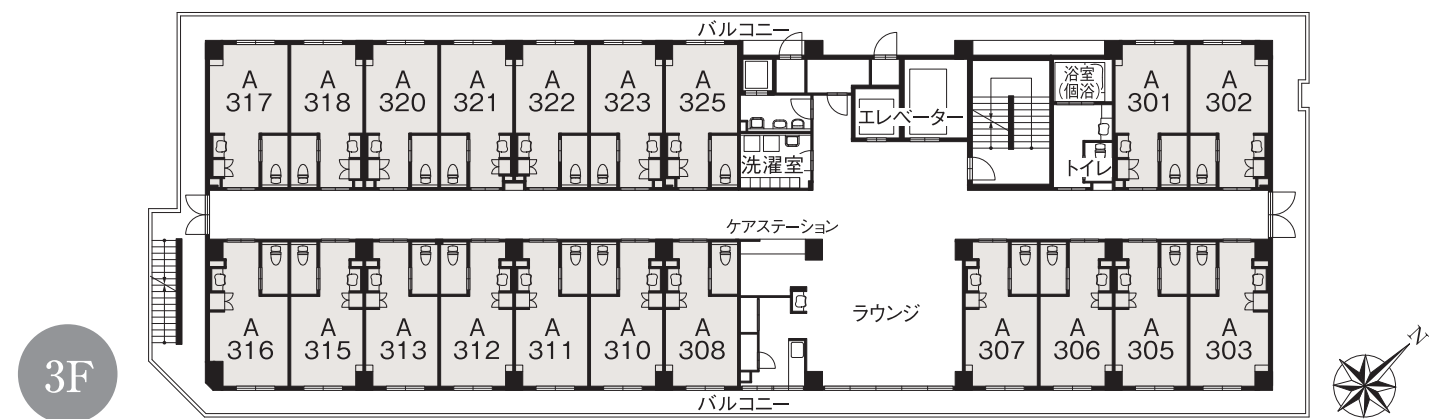 バルコニー
A
317
A
318
A
320
A
321
A
322
A
323
A
325
エレベーター
浴室
(個浴)
A
301
A
302
洗濯室
トイレ
ケアステーション
A
316
A
315
A
313
A
312
A
311
A
310
A
308
ラウンジ
A
307
A
306
A
305
A
303
バルコニー
3F
N